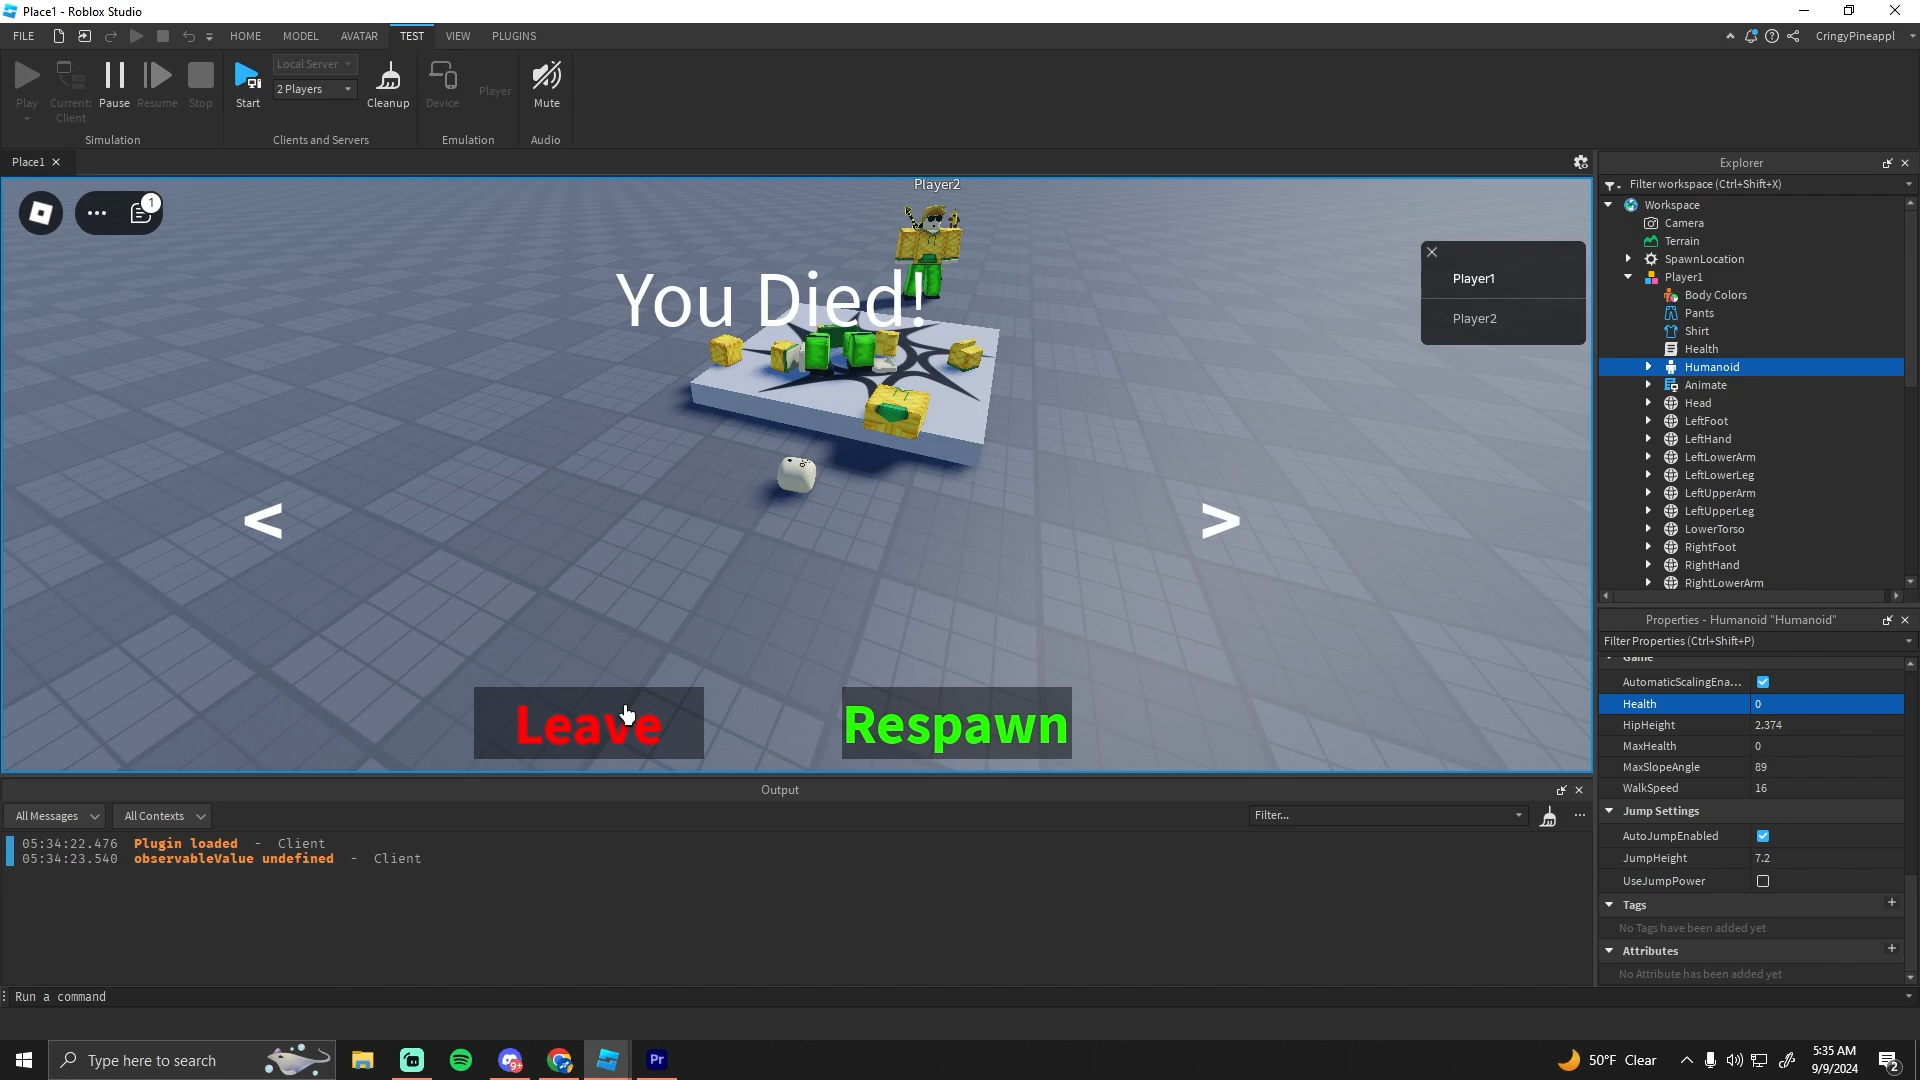 Place1 - Roblox Studio
FILE HOME MODEL AVATAR TEST VIEW PLUGINS CringyPineappl
Play Current: Client Pause Resume Stop Start Local Server 2 Players Cleanup Device Player Mute
Simulation Clients and Servers Emulation Audio
Place1
Explorer
Filter workspace (Ctrl+Shift+X)
Player2
1
You Died!
Player1
Player2
<
>
Leave
Respawn
Workspace
Camera
Terrain
SpawnLocation
Player1
Body Colors
Pants
Shirt
Health
Humanoid
Animate
Head
LeftFoot
LeftHand
LeftLowerArm
LeftLowerLeg
LeftUpperArm
LeftUpperLeg
LowerTorso
RightFoot
RightHand
RightLowerArm
Properties - Humanoid "Humanoid"
Filter Properties (Ctrl+Shift+P)
Game
AutomaticScalingEna...
Health 0
HipHeight 2.374
MaxHealth 0
MaxSlopeAngle 89
WalkSpeed 16
Jump Settings
AutoJumpEnabled
JumpHeight 7.2
UseJumpPower
Tags
No Tags have been added yet
Attributes
No Attribute has been added yet
Output
All Messages All Contexts Filter...
05:34:22.476 Plugin loaded - Client
05:34:23.540 observableValue undefined - Client
Run a command
Type here to search
9+
Pr
50°F Clear
5:35 AM
9/9/2024
2